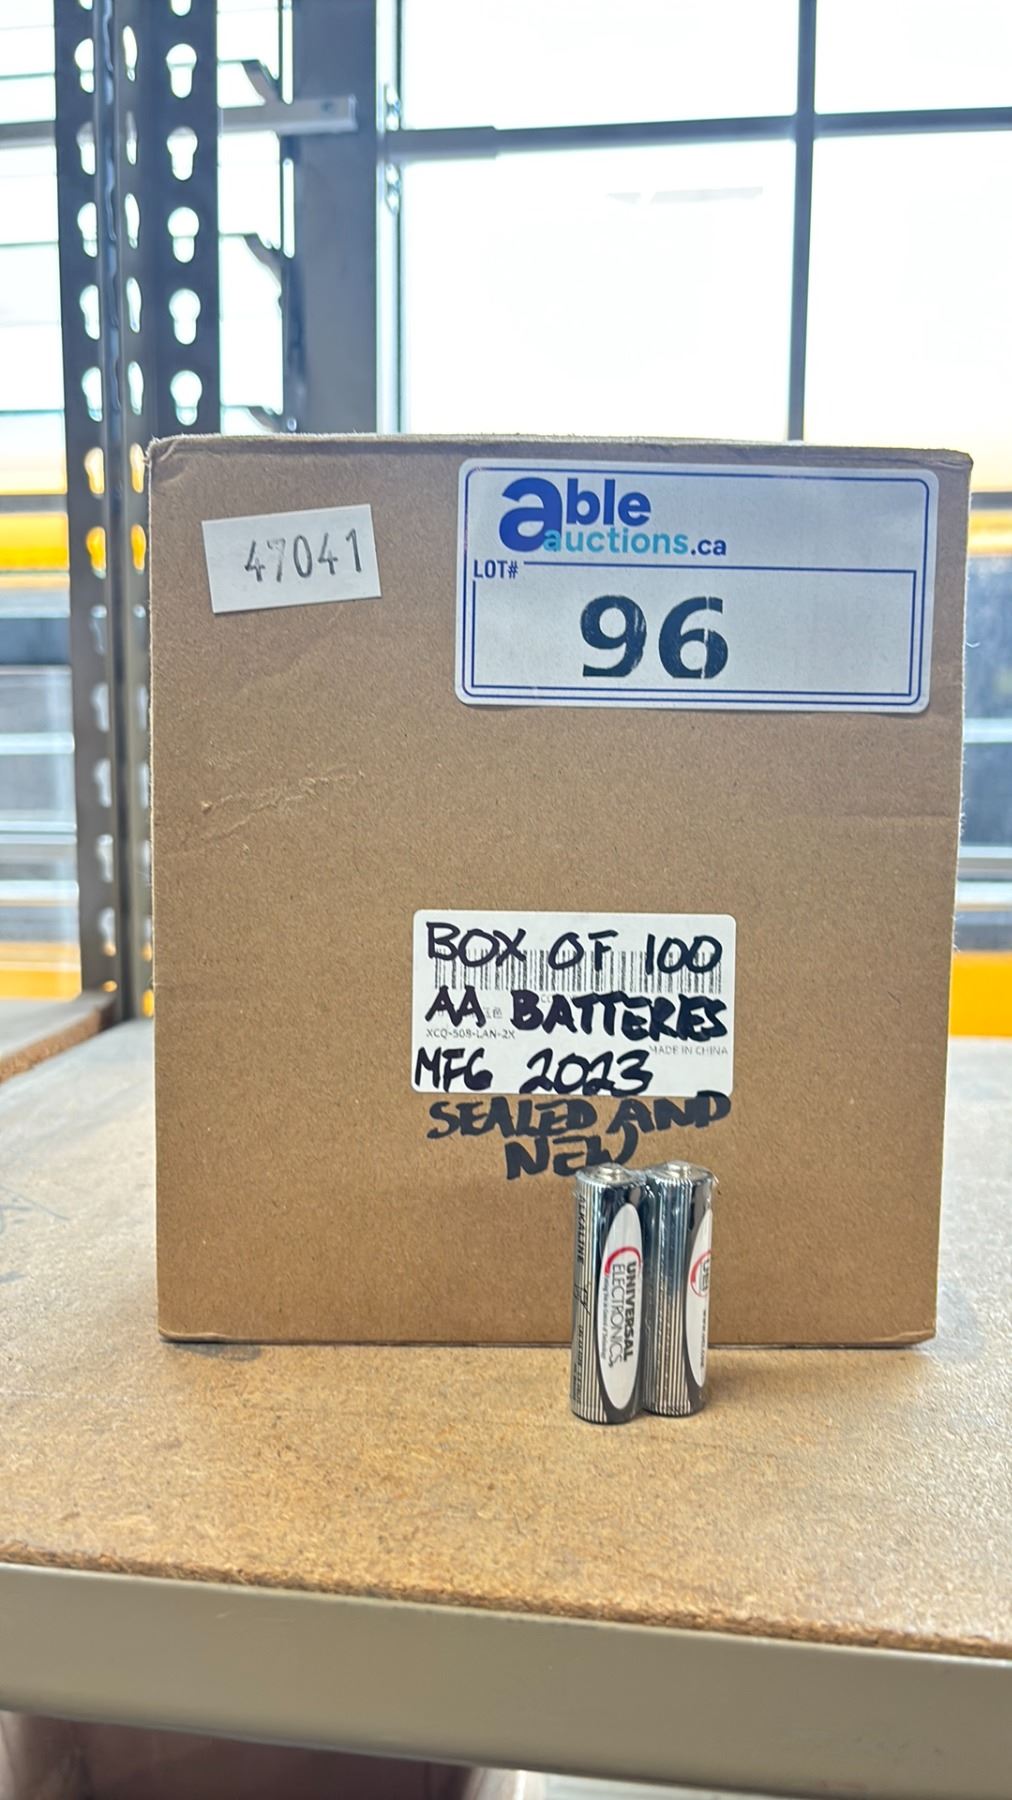 47041
able
auctions.ca
LOT#
96
BOX OF 100
AA BATTERES
XCQ-508-LAN-2X
MADE IN CHINA
MFG 2023
SEALED AND
NEW
ALKALINE
UNIVERSAL
ELECTRONICS